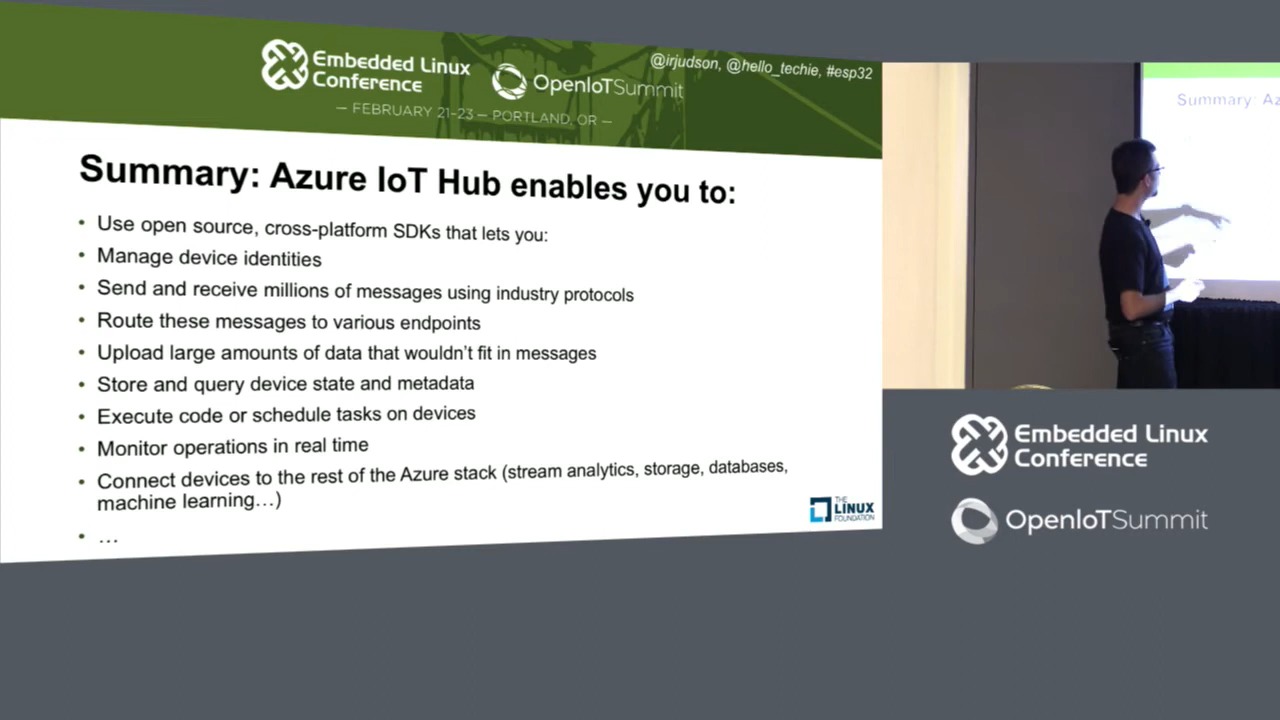 Embedded Linux
Conference
OpenIoTSummit
@irjudson, @hello_techie, #esp32
— FEBRUARY 21-23 — PORTLAND, OR —
Summary: Azure IoT Hub enables you to:
• Use open source, cross-platform SDKs that lets you:
• Manage device identities
• Send and receive millions of messages using industry protocols
• Route these messages to various endpoints
• Upload large amounts of data that wouldn't fit in messages
• Store and query device state and metadata
• Execute code or schedule tasks on devices
• Monitor operations in real time
• Connect devices to the rest of the Azure stack (stream analytics, storage, databases,
machine learning…)
• …
THE
LINUX
FOUNDATION
Summary: Az
Embedded Linux
Conference
OpenIoTSummit